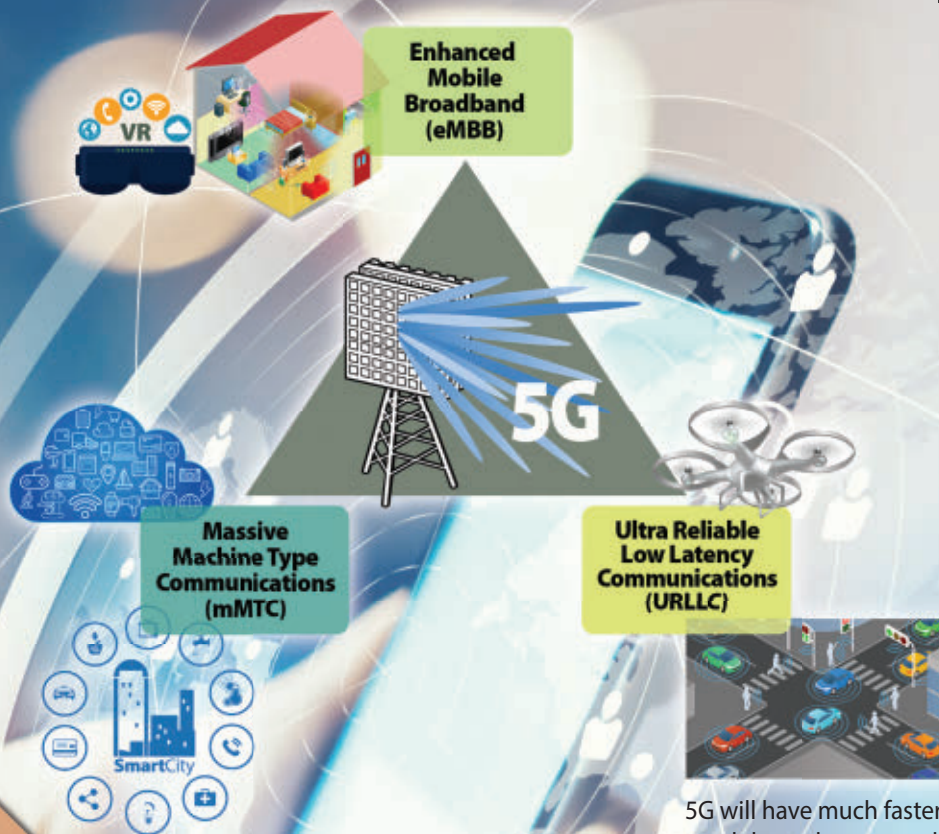 Enhanced
Mobile
Broadband
(eMBB)
VR
5G
Massive
Machine Type
Communications
(mMTC)
Ultra Reliable
Low Latency
Communications
(URLLC)
SmartCity
5G will have much faster